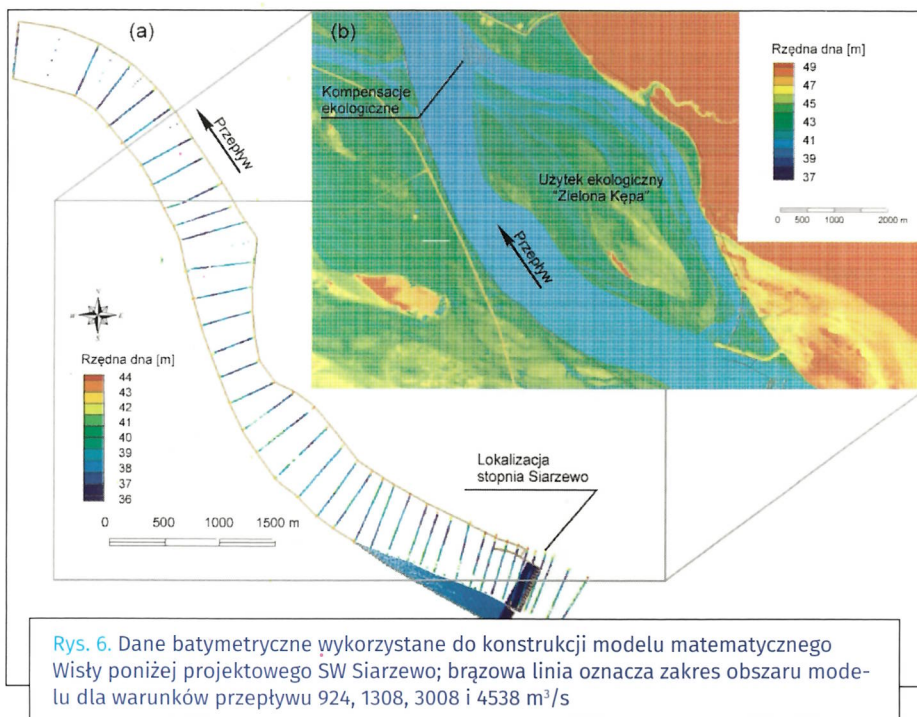 (a)
Przepływ
N
W E
S
Rzędna dna [m]
44
43
42
41
40
39
38
37
36
0 500 1000 1500 m
Lokalizacja
stopnia Siarzewo
(b)
Kompensacje
ekologiczne
Użytek ekologiczny
"Zielona Kępa"
Przepływ
Rzędna dna [m]
49
47
45
43
41
39
37
0 500 1000 2000 m
Rys. 6. Dane batymetryczne wykorzystane do konstrukcji modelu matematycznego
Wisły poniżej projektowego SW Siarzewo; brązowa linia oznacza zakres obszaru mode-
lu dla warunków przepływu 924, 1308, 3008 i 4538 m³/s